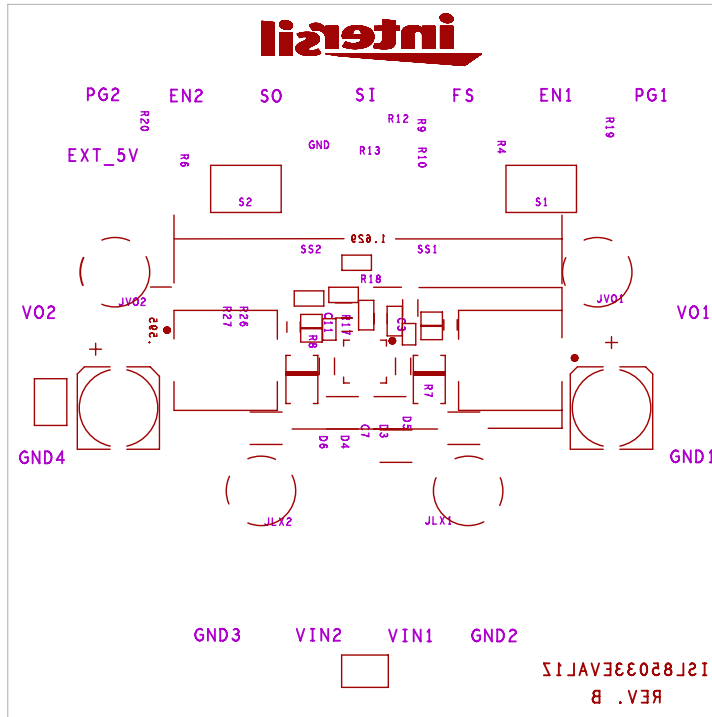 intersil
PG2 EN2 SO SI FS EN1 PG1
R20 R12 R9 R19
EXT_5V R6 GND R13 R10 R4
S2 S1
1.629
SS2 SS1
R18
JVO2 JVO1
VO2 VO1
.595 R27 R26 C11 R17 C3
R8
R7
D5
D6 D4 C7 D3
GND4 GND1
JLX2 JLX1
GND3 VIN2 VIN1 GND2
ISL85033EVAL1Z
REV. B